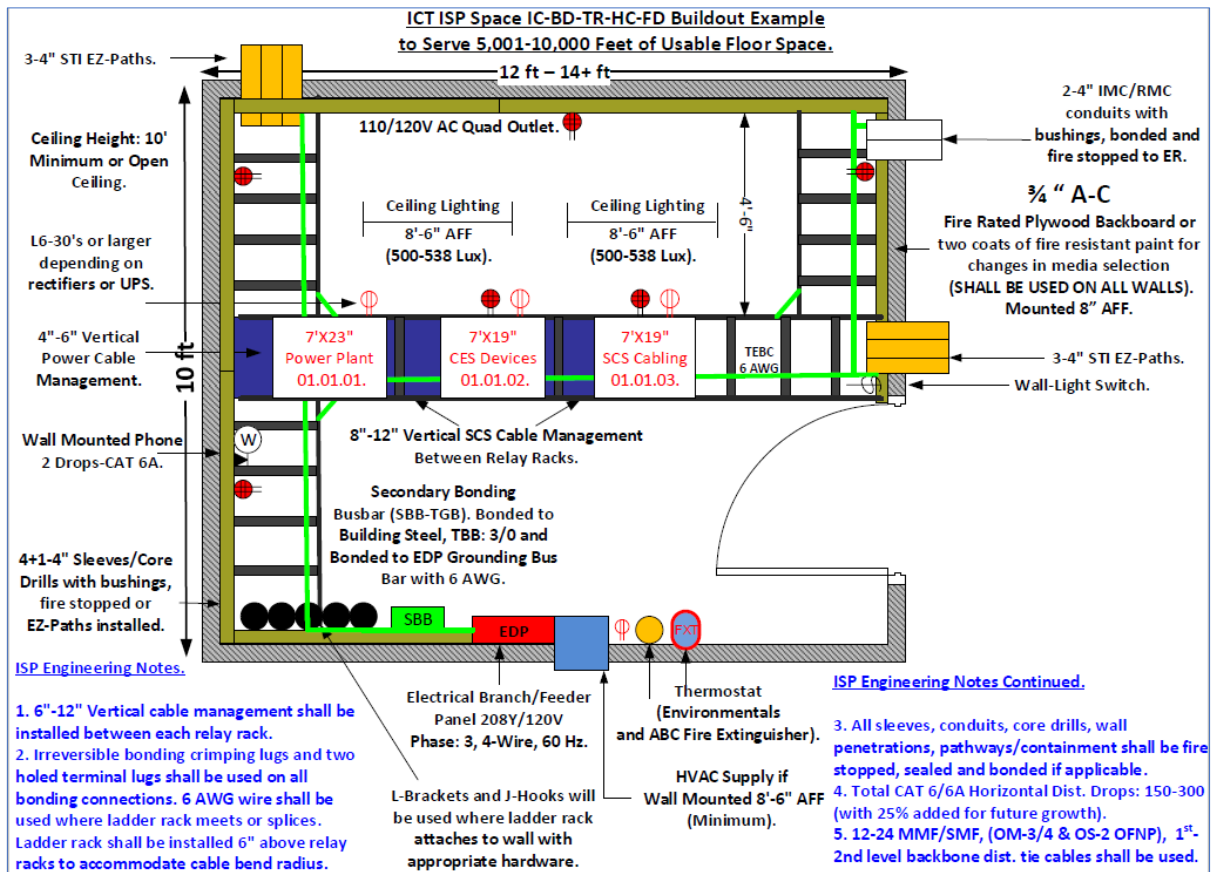 ICT ISP Space IC-BD-TR-HC-FD Buildout Example
to Serve 5,001-10,000 Feet of Usable Floor Space.
3-4" STI EZ-Paths.
12 ft – 14+ ft
2-4" IMC/RMC
conduits with
bushings, bonded and
fire stopped to ER.
Ceiling Height: 10'
Minimum or Open
Ceiling.
110/120V AC Quad Outlet.
¾ “ A-C
Fire Rated Plywood Backboard or
two coats of fire resistant paint for
changes in media selection
(SHALL BE USED ON ALL WALLS).
Mounted 8” AFF.
4'-6"
Ceiling Lighting
8'-6" AFF
(500-538 Lux).
Ceiling Lighting
8'-6" AFF
(500-538 Lux).
L6-30's or larger
depending on
rectifiers or UPS.
10 ft
4"-6" Vertical
Power Cable
Management.
7'X23"
Power Plant
01.01.01.
7'X19"
CES Devices
01.01.02.
7'X19"
SCS Cabling
01.01.03.
TEBC
6 AWG
3-4" STI EZ-Paths.
Wall-Light Switch.
Wall Mounted Phone
2 Drops-CAT 6A.
W
8"-12" Vertical SCS Cable Management
Between Relay Racks.
Secondary Bonding
Busbar (SBB-TGB). Bonded to
Building Steel, TBB: 3/0 and
Bonded to EDP Grounding Bus
Bar with 6 AWG.
4+1-4" Sleeves/Core
Drills with bushings,
fire stopped or
EZ-Paths installed.
SBB
EDP
FXT
ISP Engineering Notes.
1. 6"-12" Vertical cable management shall be
installed between each relay rack.
2. Irreversible bonding crimping lugs and two
holed terminal lugs shall be used on all
bonding connections. 6 AWG wire shall be
used where ladder rack meets or splices.
Ladder rack shall be installed 6" above relay
racks to accommodate cable bend radius.
Electrical Branch/Feeder
Panel 208Y/120V
Phase: 3, 4-Wire, 60 Hz.
L-Brackets and J-Hooks will
be used where ladder rack
attaches to wall with
appropriate hardware.
Thermostat
(Environmentals
and ABC Fire Extinguisher).
HVAC Supply if
Wall Mounted 8'-6" AFF
(Minimum).
ISP Engineering Notes Continued.
3. All sleeves, conduits, core drills, wall
penetrations, pathways/containment shall be fire
stopped, sealed and bonded if applicable.
4. Total CAT 6/6A Horizontal Dist. Drops: 150-300
(with 25% added for future growth).
5. 12-24 MMF/SMF, (OM-3/4 & OS-2 OFNP), 1st-
2nd level backbone dist. tie cables shall be used.